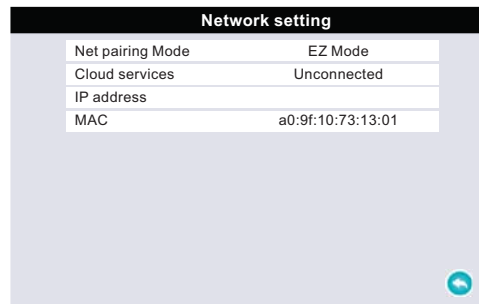 Network setting
Net pairing Mode EZ Mode
Cloud services Unconnected
IP address
MAC a0:9f:10:73:13:01